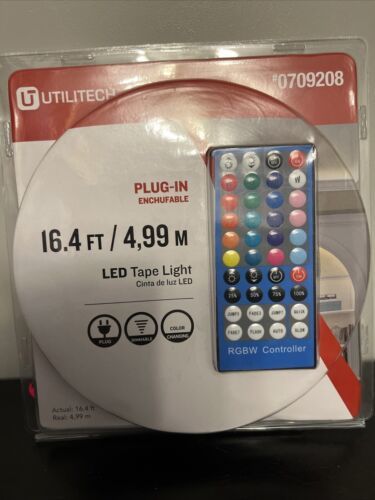 UTILITECH
#0709208
PLUG-IN
ENCHUFABLE
16.4 FT / 4,99 M
LED Tape Light
Cinta de luz LED
PLUG
DIMMABLE
COLOR
CHANGING
W
25% 50% 75% 100%
JUMP3 FADE3 JUMP7 QUICK
FADE7 FLASH AUTO SLOW
RGBW Controller
Actual: 16.4 ft
Real: 4,99 m